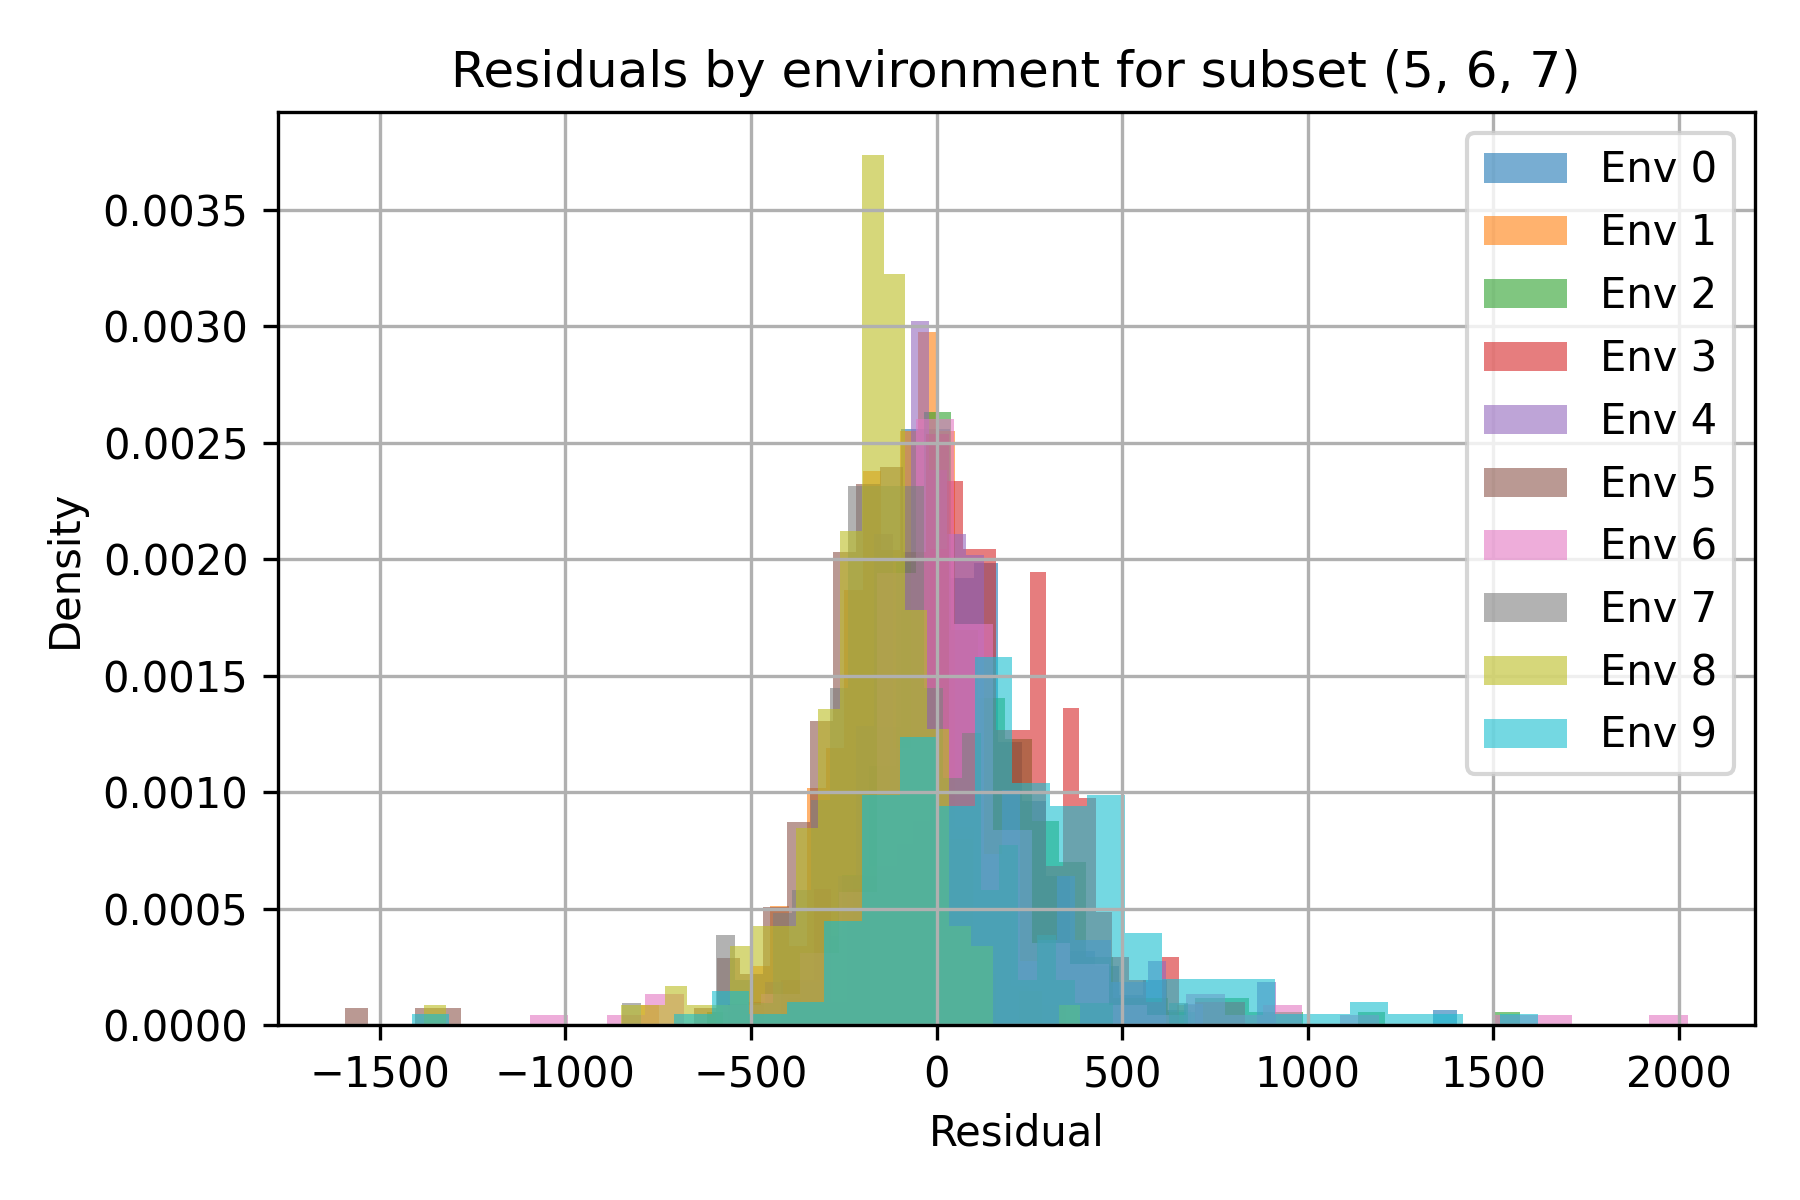 Residuals by environment for subset (5, 6, 7)
Density
0.0035
0.0030
0.0025
0.0020
0.0015
0.0010
0.0005
0.0000
−1500 −1000 −500 0 500 1000 1500 2000
Residual
Env 0
Env 1
Env 2
Env 3
Env 4
Env 5
Env 6
Env 7
Env 8
Env 9